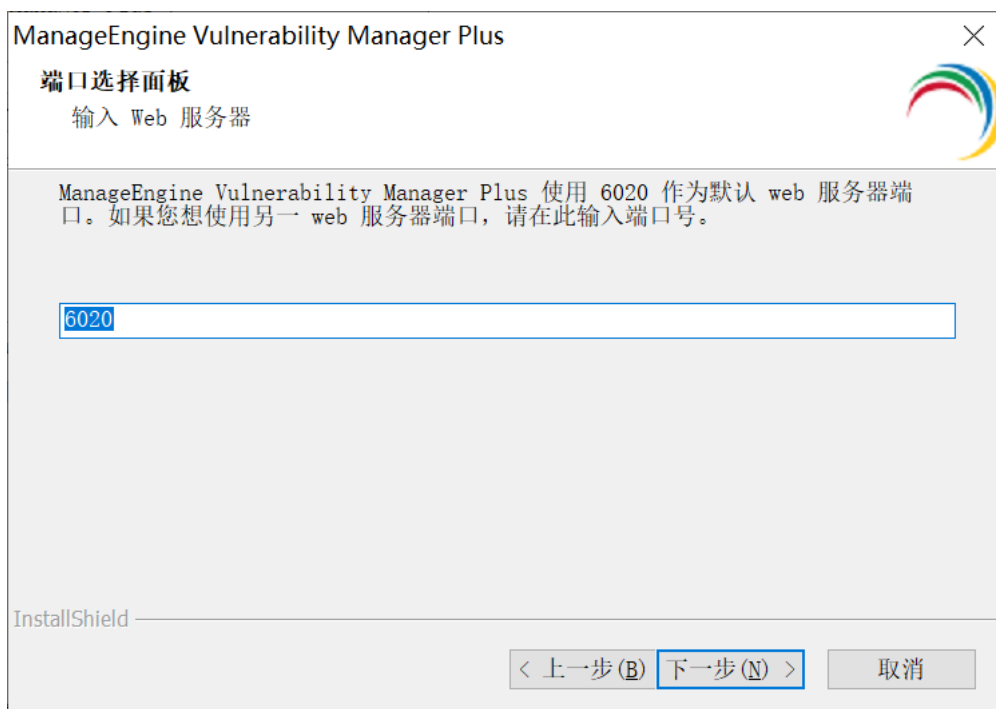 ManageEngine Vulnerability Manager Plus
端口选择面板
输入 Web 服务器
ManageEngine Vulnerability Manager Plus 使用 6020 作为默认 web 服务器端
口。如果您想使用另一 web 服务器端口，请在此输入端口号。
6020
InstallShield
< 上一步(B) 下一步(N) > 取消